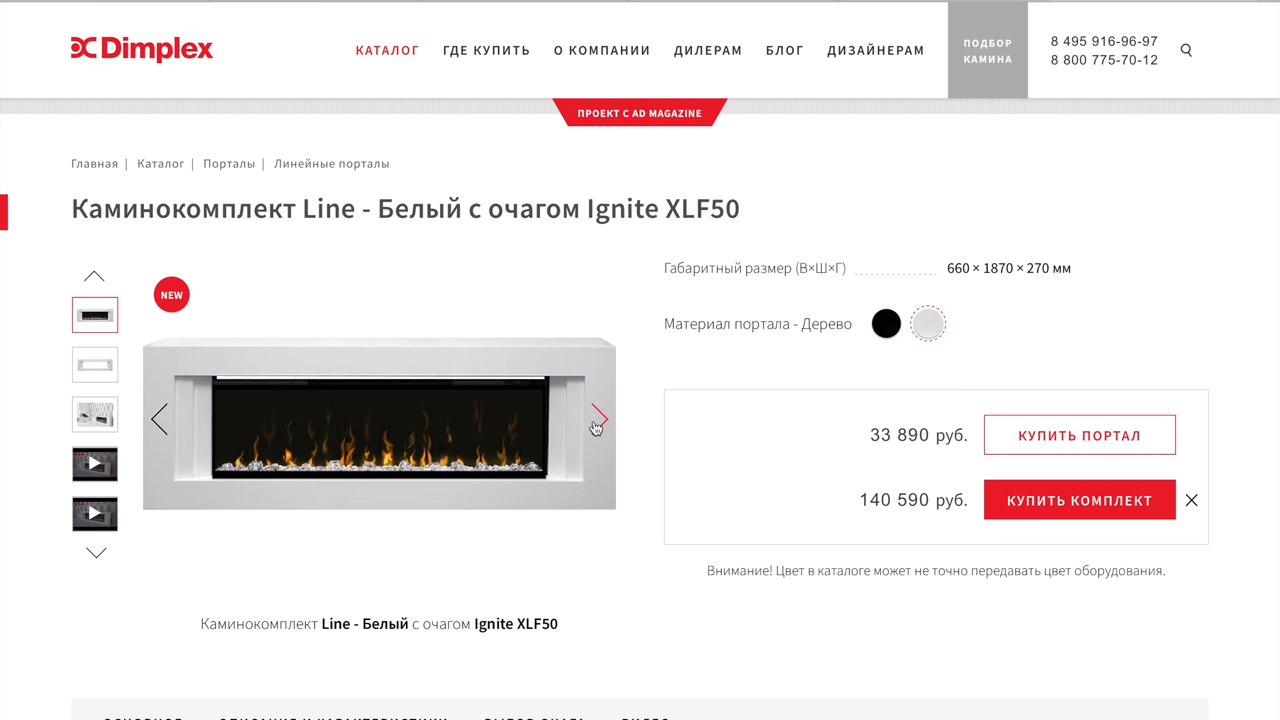 Dimplex
КАТАЛОГ
ГДЕ КУПИТЬ
О КОМПАНИИ
ДИЛЕРАМ
БЛОГ
ДИЗАЙНЕРАМ
ПОДБОР
КАМИНА
8 495 916-96-97
8 800 775-70-12
ПРОЕКТ С AD MAGAZINE
Главная | Каталог | Порталы | Линейные порталы
Каминокомплект Line - Белый с очагом Ignite XLF50
NEW
Габаритный размер (В×Ш×Г) 660 × 1870 × 270 мм
Материал портала - Дерево
33 890 руб. КУПИТЬ ПОРТАЛ
140 590 руб. КУПИТЬ КОМПЛЕКТ
Внимание! Цвет в каталоге может не точно передавать цвет оборудования.
Каминокомплект Line - Белый с очагом Ignite XLF50